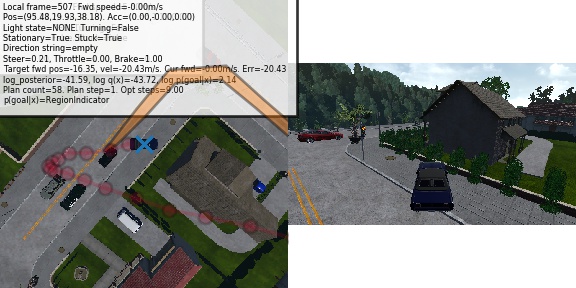 Local frame=507: Fwd speed=-0.00m/s
Pos=(95.48,19.93,38.18). Acc=(0.00,-0.00,0.00)
Light state=NONE: Turning=False
Stationary=True: Stuck=True
Direction string=empty
Steer=0.21, Throttle=0.00, Brake=1.00
Target fwd pos=-16.35, vel=-20.43m/s. Cur fwd=-0.00m/s. Err=-20.43
log_posterior=-41.59, log q(x)=-43.72, log p(goal|x)=2.14
Plan count=58. Plan step=1. Opt steps=9.00
p(goal|x)=RegionIndicator